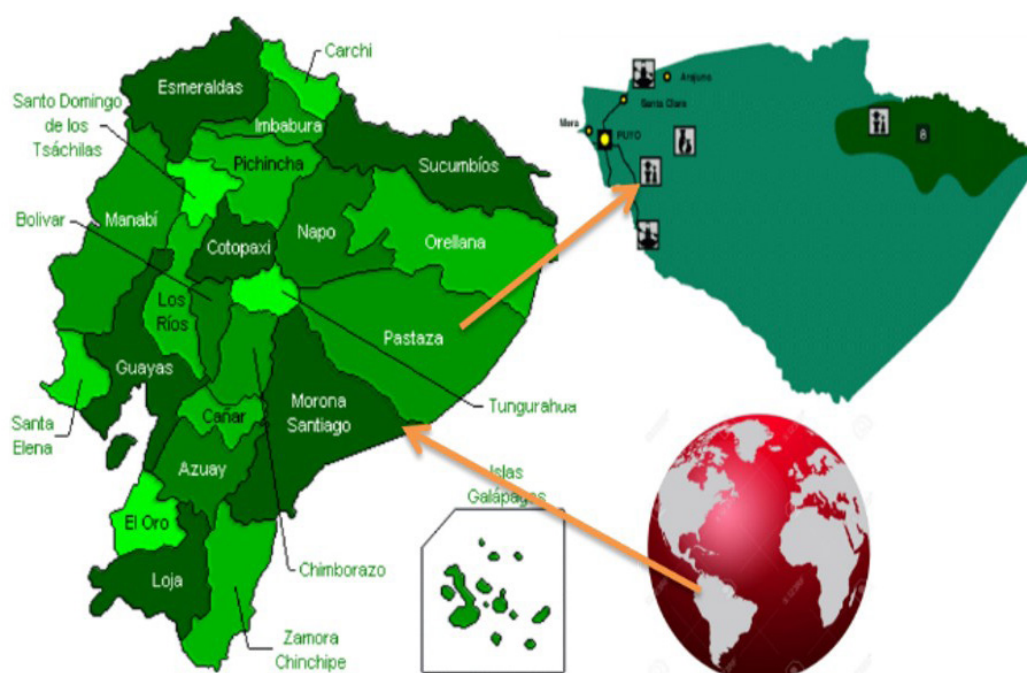 Carchi
Esmeraldas
Santo Domingo
de los
Tsáchilas
Imbabura
Pichincha
Sucumbíos
Bolivar
Manabí
Cotopaxi
Napo
Orellana
Los
Ríos
Pastaza
Guayas
Tungurahua
Morona
Santiago
Santa
Elena
Cañar
Azuay
Islas
Galápagos
El Oro
Loja
Chimborazo
Zamora
Chinchipe
Arajuno
Santa Clara
Mera
PUYO
8